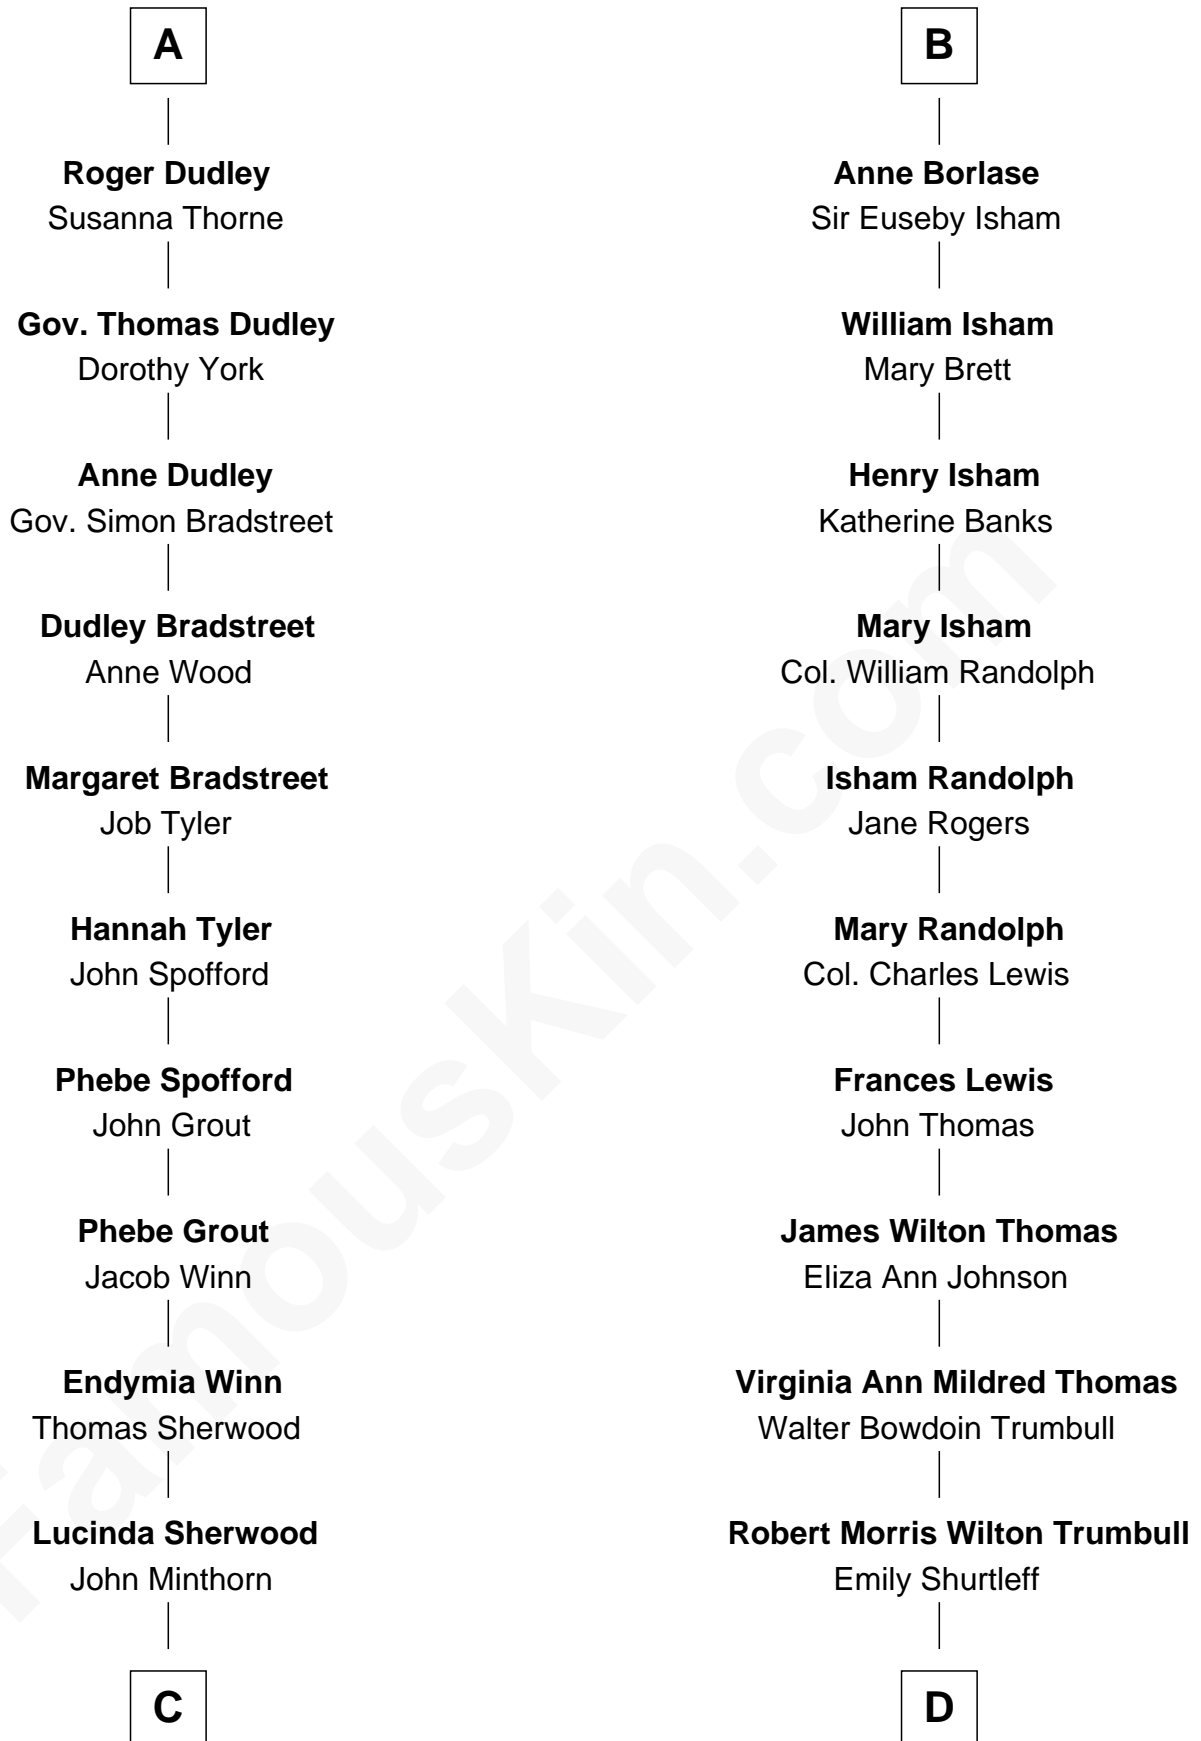 A
Roger Dudley
Susanna Thorne
Gov. Thomas Dudley
Dorothy York
Anne Dudley
Gov. Simon Bradstreet
Dudley Bradstreet
Anne Wood
Margaret Bradstreet
Job Tyler
Hannah Tyler
John Spofford
Phebe Spofford
John Grout
Phebe Grout
Jacob Winn
Endymia Winn
Thomas Sherwood
Lucinda Sherwood
John Minthorn
C
B
Anne Borlase
Sir Euseby Isham
William Isham
Mary Brett
Henry Isham
Katherine Banks
Mary Isham
Col. William Randolph
Isham Randolph
Jane Rogers
Mary Randolph
Col. Charles Lewis
Frances Lewis
John Thomas
James Wilton Thomas
Eliza Ann Johnson
Virginia Ann Mildred Thomas
Walter Bowdoin Trumbull
Robert Morris Wilton Trumbull
Emily Shurtleff
D
FamousKin.com